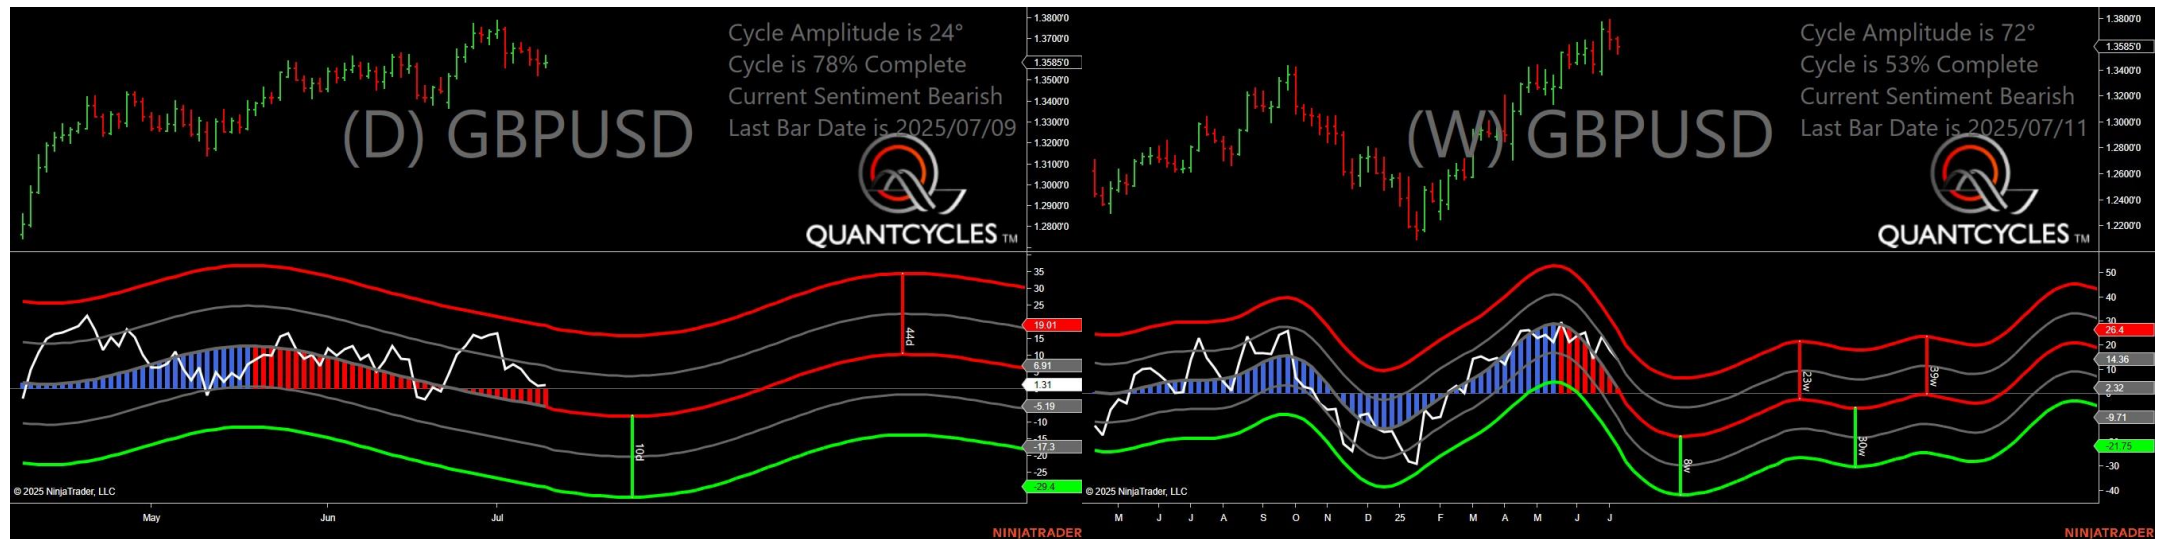 Cycle Amplitude is 24°
Cycle is 78% Complete
Current Sentiment Bearish
Last Bar Date is 2025/07/09
(D) GBPUSD
QUANTCYCLES TM
1.3800'0
1.3700'0
1.3585'0
1.3500'0
1.3400'0
1.3300'0
1.3200'0
1.3100'0
1.3000'0
1.2900'0
1.2800'0
35
30
25
19.01
15
10
6.91
1.31
-5.19
-10
-15
-17.3
-20
-25
-29.4
44d
10d
© 2025 NinjaTrader, LLC
May Jun Jul
NINJATRADER
Cycle Amplitude is 72°
Cycle is 53% Complete
Current Sentiment Bearish
Last Bar Date is 2025/07/11
(W) GBPUSD
QUANTCYCLES TM
1.3800'0
1.3585'0
1.3400'0
1.3200'0
1.3000'0
1.2800'0
1.2600'0
1.2400'0
1.2200'0
50
40
30
26.4
20
14.36
10
2.32
-9.71
-21.75
-30
-40
23w
39w
8w
30w
© 2025 NinjaTrader, LLC
M J J A S O N D 25 F M A M J J
NINJATRADER